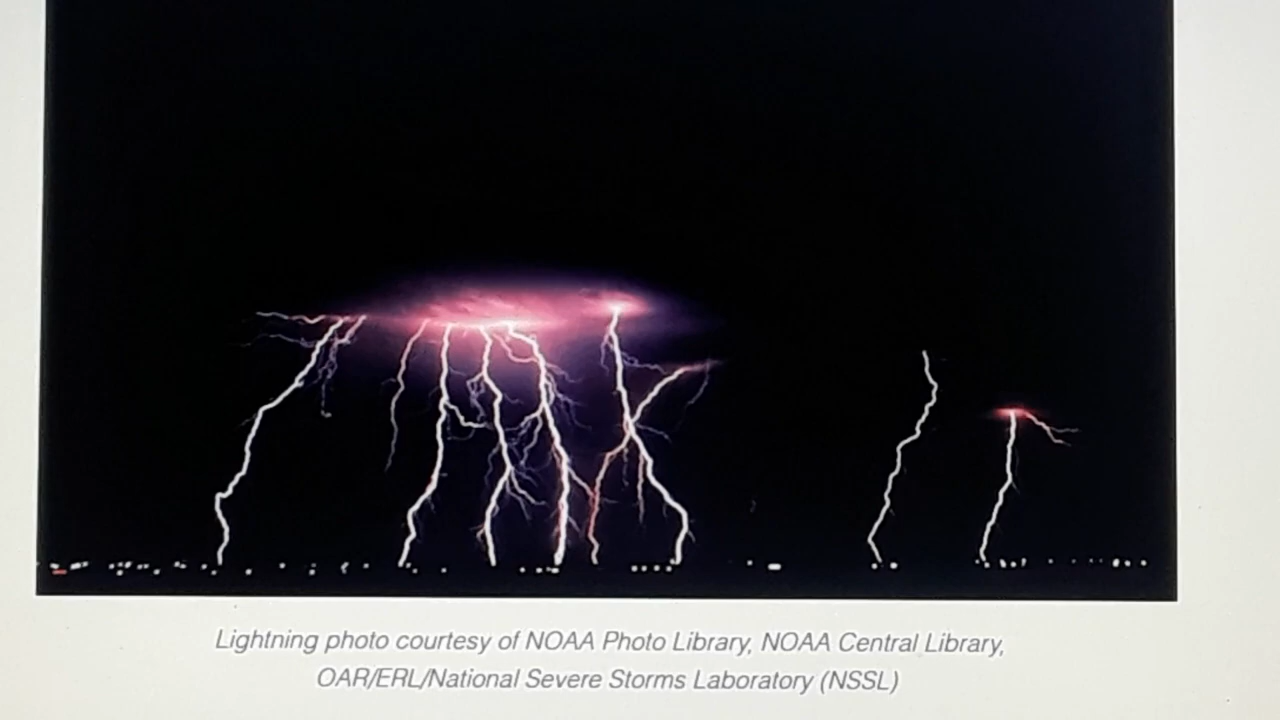 Lightning photo courtesy of NOAA Photo Library, NOAA Central Library,
OAR/ERL/National Severe Storms Laboratory (NSSL)